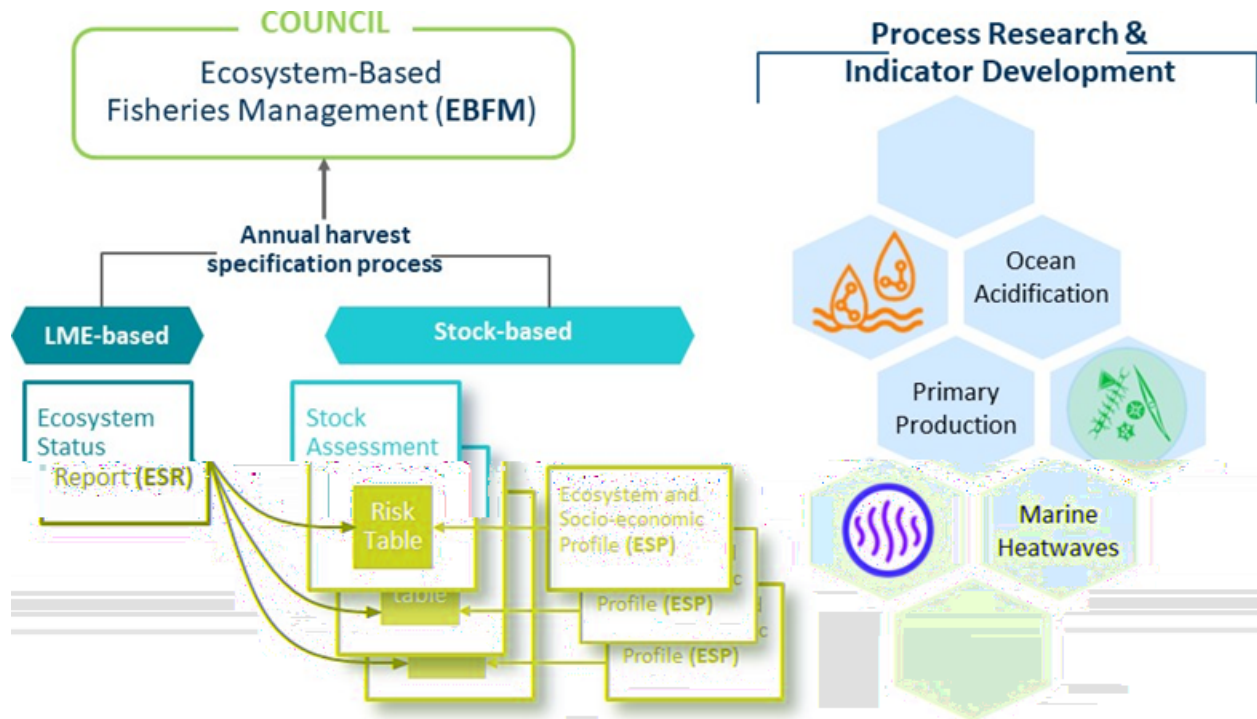 COUNCIL
Ecosystem-Based
Fisheries Management (EBFM)
Annual harvest
specification process
LME-based
Stock-based
Ecosystem
Status
Report (ESR)
Stock
Assessment
Risk
Table
table
Ecosystem and
Socio-economic
Profile (ESP)
Profile (ESP)
Profile (ESP)
Process Research &
Indicator Development
Ocean
Acidification
Primary
Production
Marine
Heatwaves